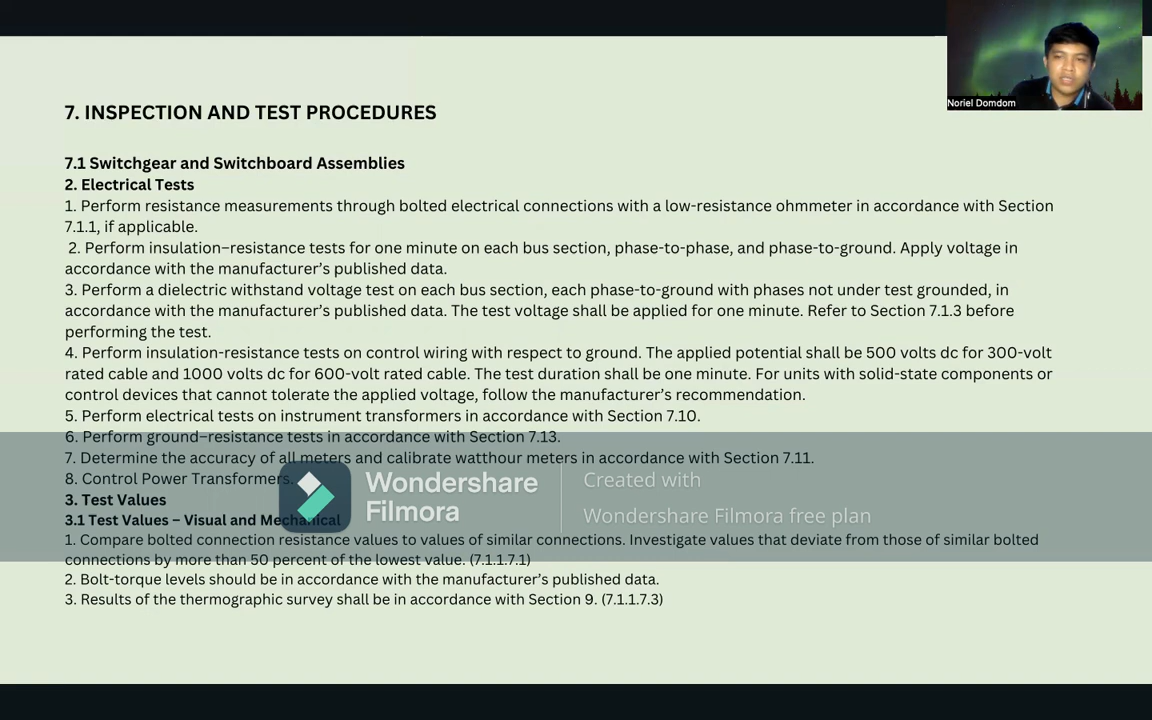 Noriel Domdom
7. INSPECTION AND TEST PROCEDURES
7.1 Switchgear and Switchboard Assemblies
2. Electrical Tests
1. Perform resistance measurements through bolted electrical connections with a low-resistance ohmmeter in accordance with Section
7.1.1, if applicable.
2. Perform insulation–resistance tests for one minute on each bus section, phase-to-phase, and phase-to-ground. Apply voltage in
accordance with the manufacturer’s published data.
3. Perform a dielectric withstand voltage test on each bus section, each phase-to-ground with phases not under test grounded, in
accordance with the manufacturer’s published data. The test voltage shall be applied for one minute. Refer to Section 7.1.3 before
performing the test.
4. Perform insulation-resistance tests on control wiring with respect to ground. The applied potential shall be 500 volts dc for 300-volt
rated cable and 1000 volts dc for 600-volt rated cable. The test duration shall be one minute. For units with solid-state components or
control devices that cannot tolerate the applied voltage, follow the manufacturer’s recommendation.
5. Perform electrical tests on instrument transformers in accordance with Section 7.10.
6. Perform ground–resistance tests in accordance with Section 7.13.
7. Determine the accuracy of all meters and calibrate watthour meters in accordance with Section 7.11.
8. Control Power Transformers.
3. Test Values
3.1 Test Values – Visual and Mechanical
1. Compare bolted connection resistance values to values of similar connections. Investigate values that deviate from those of similar bolted
connections by more than 50 percent of the lowest value. (7.1.1.7.1)
2. Bolt-torque levels should be in accordance with the manufacturer’s published data.
3. Results of the thermographic survey shall be in accordance with Section 9. (7.1.1.7.3)
Wondershare
Filmora
Created with
Wondershare Filmora free plan